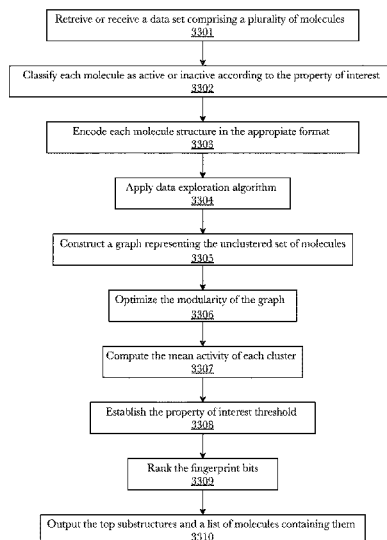 Retreive or receive a data set comprising a plurality of molecules
3301
Classify each molecule as active or inactive according to the property of interest
3302
Encode each molecule structure in the appropiate format
3303
Apply data exploration algorithm
3304
Construct a graph representing the unclustered set of molecules
3305
Optimize the modularity of the graph
3306
Compute the mean activity of each cluster
3307
Establish the property of interest threshold
3308
Rank the fingerprint bits
3309
Output the top substructures and a list of molecules containing them
3310